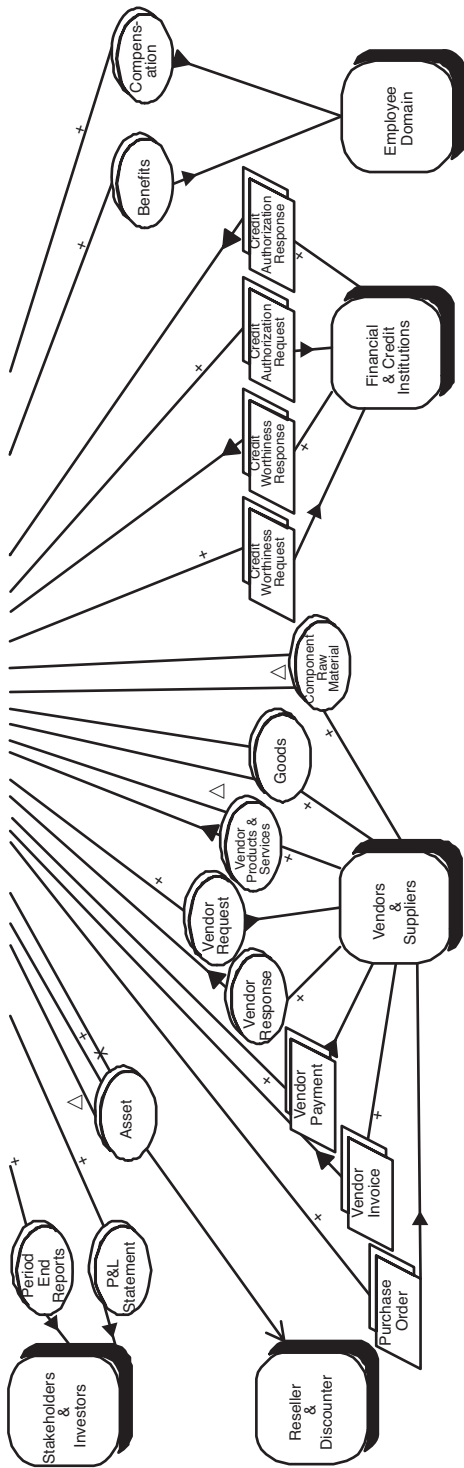 Stakeholders
&
Investors
Period
End
Reports
P&L
Statement
Asset
Reseller
&
Discounter
Purchase
Order
Vendor
Invoice
Vendor
Payment
Vendor
Response
Vendor
Request
Vendor
Products &
Services
Goods
Component
Raw
Material
Vendors
&
Suppliers
Credit
Worthiness
Request
Credit
Worthiness
Response
Credit
Authorization
Request
Credit
Authorization
Response
Financial
& Credit
Institutions
Benefits
Compens-
ation
Employee
Domain